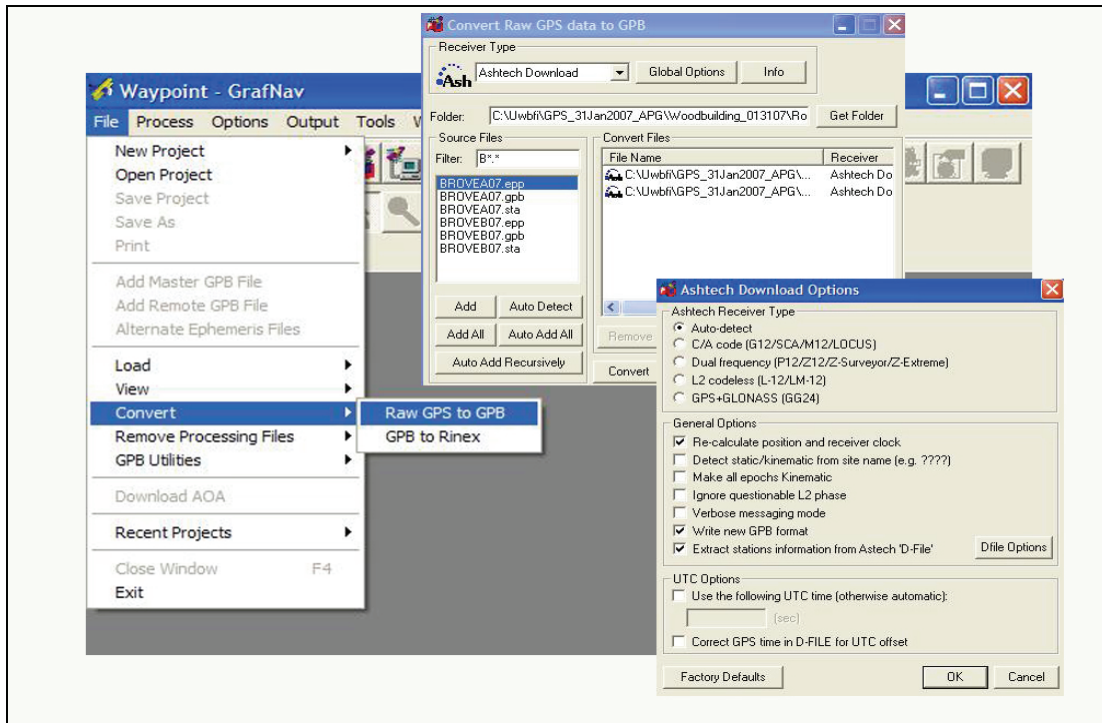 Waypoint - GrafNav
File Process Options Output Tools
New Project
Open Project
Save Project
Save As
Print
Add Master GPB File
Add Remote GPB File
Alternate Ephemeris Files
Load
View
Convert
Remove Processing Files
GPB Utilities
Download AOA
Recent Projects
Close Window F4
Exit
Raw GPS to GPB
GPB to Rinex
Convert Raw GPS data to GPB
Receiver Type
Ash
Ashtech Download
Global Options
Info
Folder: C:\Uwbfi\GPS_31Jan2007_APG\Woodbuilding_013107\Ro
Get Folder
Source Files
Filter: B*.*
BROVEA07.epp
BROVEA07.gpb
BROVEA07.sta
BROVEB07.epp
BROVEB07.gpb
BROVEB07.sta
Add
Auto Detect
Add All
Auto Add All
Auto Add Recursively
Convert Files
File Name Receiver
C:\Uwbfi\GPS_31Jan2007_APG\... Ashtech Do
C:\Uwbfi\GPS_31Jan2007_APG\... Ashtech Do
Remove
Convert
Ashtech Download Options
Ashtech Receiver Type
Auto-detect
C/A code (G12/SCA/M12/LOCUS)
Dual frequency (P12/Z12/Z-Surveyor/Z-Extreme)
L2 codeless (L-12/LM-12)
GPS+GLONASS (GG24)
General Options
Re-calculate position and receiver clock
Detect static/kinematic from site name (e.g. ????)
Make all epochs Kinematic
Ignore questionable L2 phase
Verbose messaging mode
Write new GPB format
Extract stations information from Astech 'D-File'
Dfile Options
UTC Options
Use the following UTC time (otherwise automatic):
(sec)
Correct GPS time in D-FILE for UTC offset
Factory Defaults
OK
Cancel